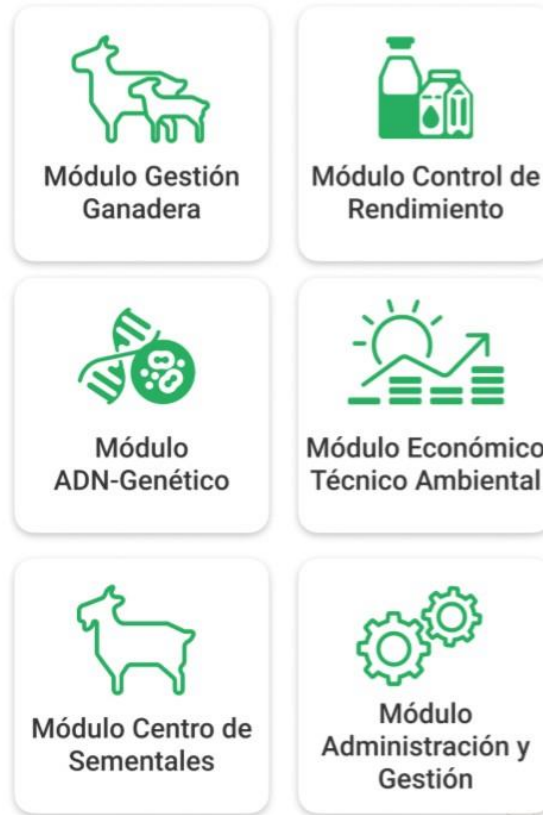 Módulo Gestión
Ganadera
Módulo Control de
Rendimiento
Módulo
ADN-Genético
Módulo Económico
Técnico Ambiental
Módulo Centro de
Sementales
Módulo
Administración y
Gestión